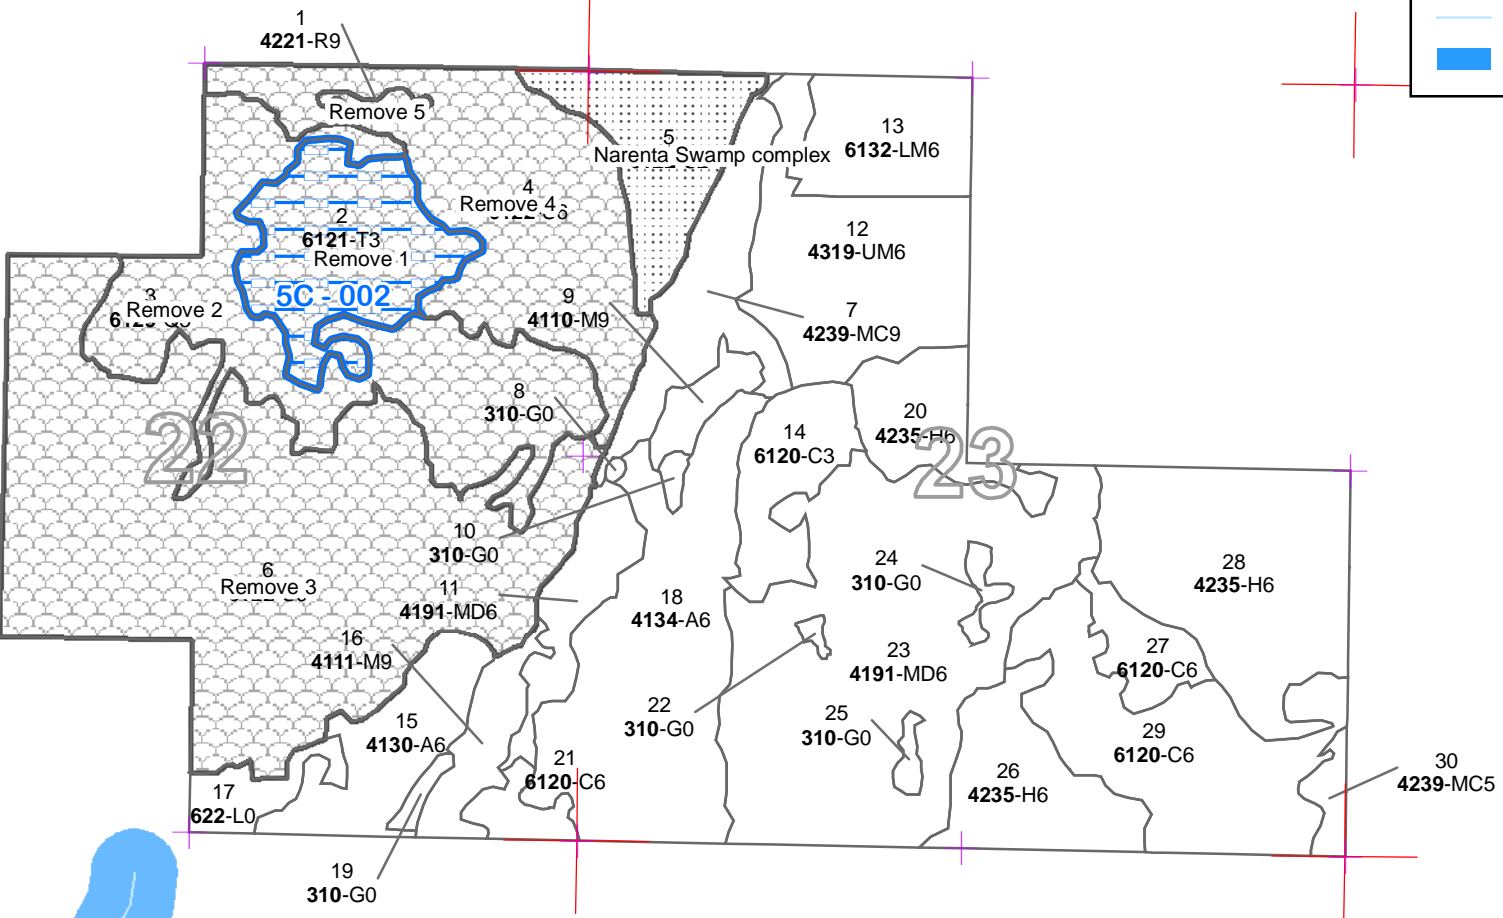 1
4221-R9
Remove 5
13
6132-LM6
5
Narenta Swamp complex
4
Remove 4
2
6121-T3
Remove 1
12
4319-UM6
3
Remove 2
5C - 002
9
4110-M9
7
4239-MC9
8
310-G0
20
4235-H6
14
6120-C3
22
23
10
310-G0
24
310-G0
28
4235-H6
6
Remove 3
11
4191-MD6
18
4134-A6
16
4111-M9
23
4191-MD6
27
6120-C6
22
310-G0
25
310-G0
15
4130-A6
29
6120-C6
21
6120-C6
26
4235-H6
30
4239-MC5
17
622-L0
19
310-G0